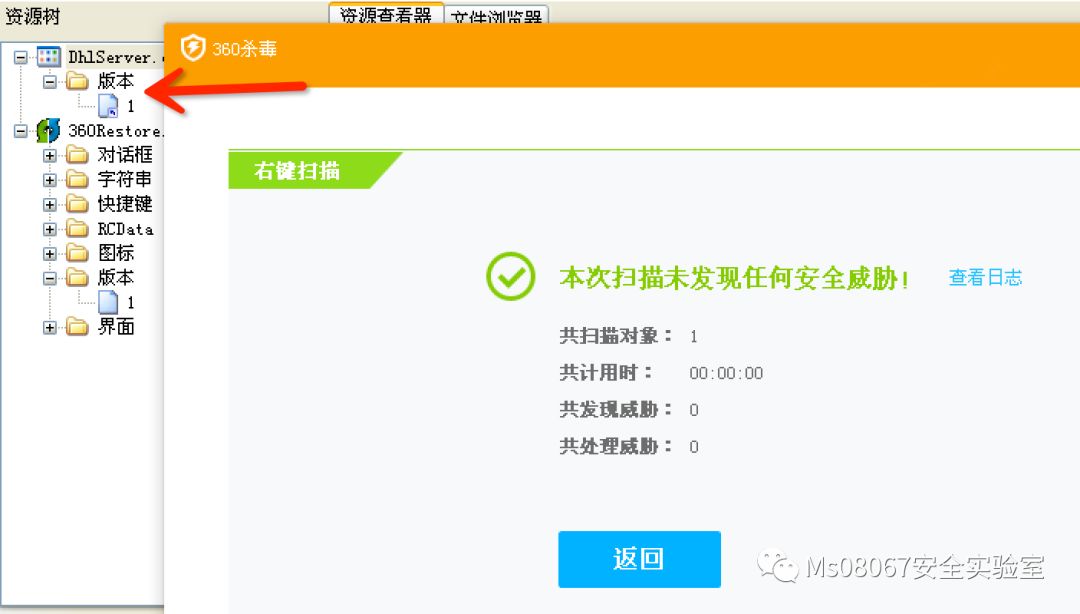 资源树
资源查看器 文件浏览器
DhlServer.
版本
1
360Restore.
对话框
字符串
快捷键
RCData
图标
版本
1
界面
360杀毒
右键扫描
本次扫描未发现任何安全威胁! 查看日志
共扫描对象: 1
共计用时: 00:00:00
共发现威胁: 0
共处理威胁: 0
返回
Ms08067安全实验室